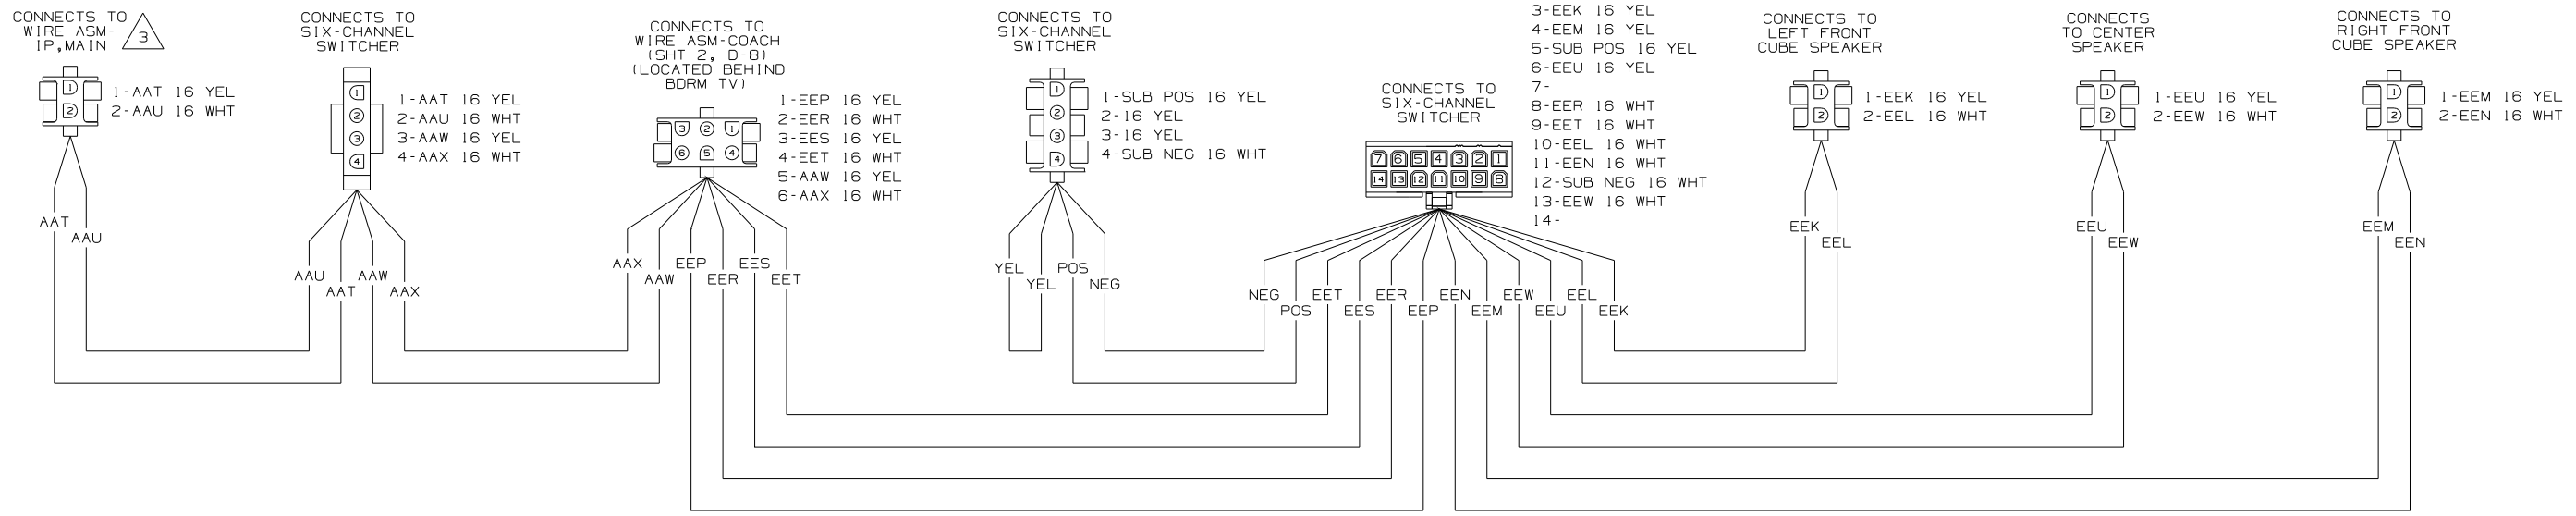 CONNECTS TO
WIRE ASM-
IP,MAIN
3
1
2
1-AAT 16 YEL
2-AAU 16 WHT
AAT
AAU
CONNECTS TO
SIX-CHANNEL
SWITCHER
1
2
3
4
1-AAT 16 YEL
2-AAU 16 WHT
3-AAW 16 YEL
4-AAX 16 WHT
AAU
AAT
AAW
AAX
CONNECTS TO
WIRE ASM-COACH
(SHT 2, D-8)
(LOCATED BEHIND
BDRM TV)
3 2 1
6 5 4
1-EEP 16 YEL
2-EER 16 WHT
3-EES 16 YEL
4-EET 16 WHT
5-AAW 16 YEL
6-AAX 16 WHT
AAX
AAW
EEP
EER
EES
EET
CONNECTS TO
SIX-CHANNEL
SWITCHER
1
2
3
4
1-SUB POS 16 YEL
2-16 YEL
3-16 YEL
4-SUB NEG 16 WHT
YEL
YEL
POS
NEG
CONNECTS TO
SIX-CHANNEL
SWITCHER
7 6 5 4 3 2 1
14 13 12 11 10 9 8
3-EEK 16 YEL
4-EEM 16 YEL
5-SUB POS 16 YEL
6-EEU 16 YEL
7-
8-EER 16 WHT
9-EET 16 WHT
10-EEL 16 WHT
11-EEN 16 WHT
12-SUB NEG 16 WHT
13-EEW 16 WHT
14-
NEG
POS
EET
EES
EER
EEP
EEN
EEM
EEW
EEU
EEL
EEK
CONNECTS TO
LEFT FRONT
CUBE SPEAKER
1
2
1-EEK 16 YEL
2-EEL 16 WHT
EEK
EEL
CONNECTS
TO CENTER
SPEAKER
1
2
1-EEU 16 YEL
2-EEW 16 WHT
EEU
EEW
CONNECTS TO
RIGHT FRONT
CUBE SPEAKER
1
2
1-EEM 16 YEL
2-EEN 16 WHT
EEM
EEN